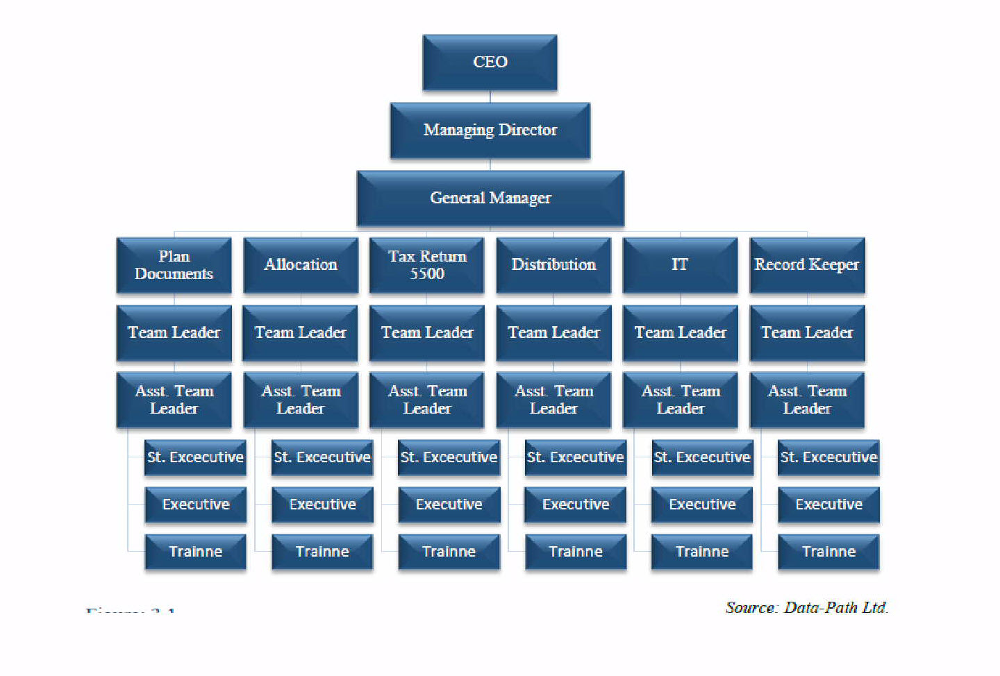 CEO
Managing Director
General Manager
Plan
Documents
Allocation
Tax Return
5500
Distribution
IT
Record Keeper
Team Leader
Team Leader
Team Leader
Team Leader
Team Leader
Team Leader
Asst. Team
Leader
Asst. Team
Leader
Asst. Team
Leader
Asst. Team
Leader
Asst. Team
Leader
Asst. Team
Leader
St. Excecutive
St. Excecutive
St. Excecutive
St. Excecutive
St. Excecutive
St. Excecutive
Executive
Executive
Executive
Executive
Executive
Executive
Trainne
Trainne
Trainne
Trainne
Trainne
Trainne
Source: Data-Path Ltd.